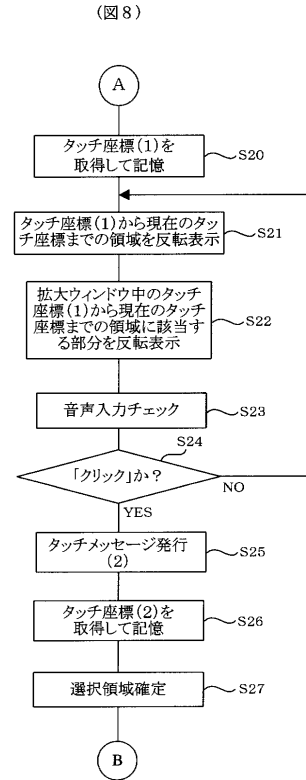 (図8)
A
タッチ座標(1)を
取得して記憶
S20
タッチ座標(1)から現在のタッ
チ座標までの領域を反転表示
S21
拡大ウィンドウ中のタッチ
座標(1)から現在のタッチ
座標までの領域に該当す
る部分を反転表示
S22
音声入力チェック
S23
S24
「クリック」か?
NO
YES
タッチメッセージ発行
(2)
S25
タッチ座標(2)を
取得して記憶
S26
選択領域確定
S27
B